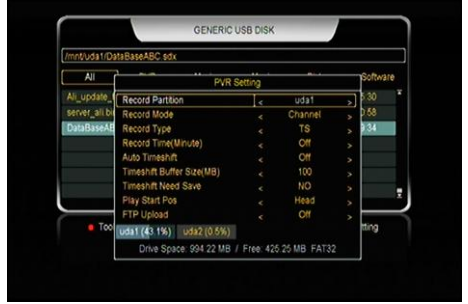 GENERIC USB DISK
/mnt/uda1/DataBaseABC.sdx
All Software
PVR Setting
Ali_update_
server_all.bi
DataBaseAB
Record Partition < uda1 >
Record Mode < Channel >
Record Type < TS >
Record Time(Minute) < Off >
Auto Timeshift < Off >
Timeshift Buffer Size(MB) < 100 >
Timeshift Need Save < NO >
Play Start Pos < Head >
FTP Upload < Off >
uda1 (43.1%) uda2 (0.5%)
Drive Space: 994.22 MB / Free: 425.25 MB FAT32